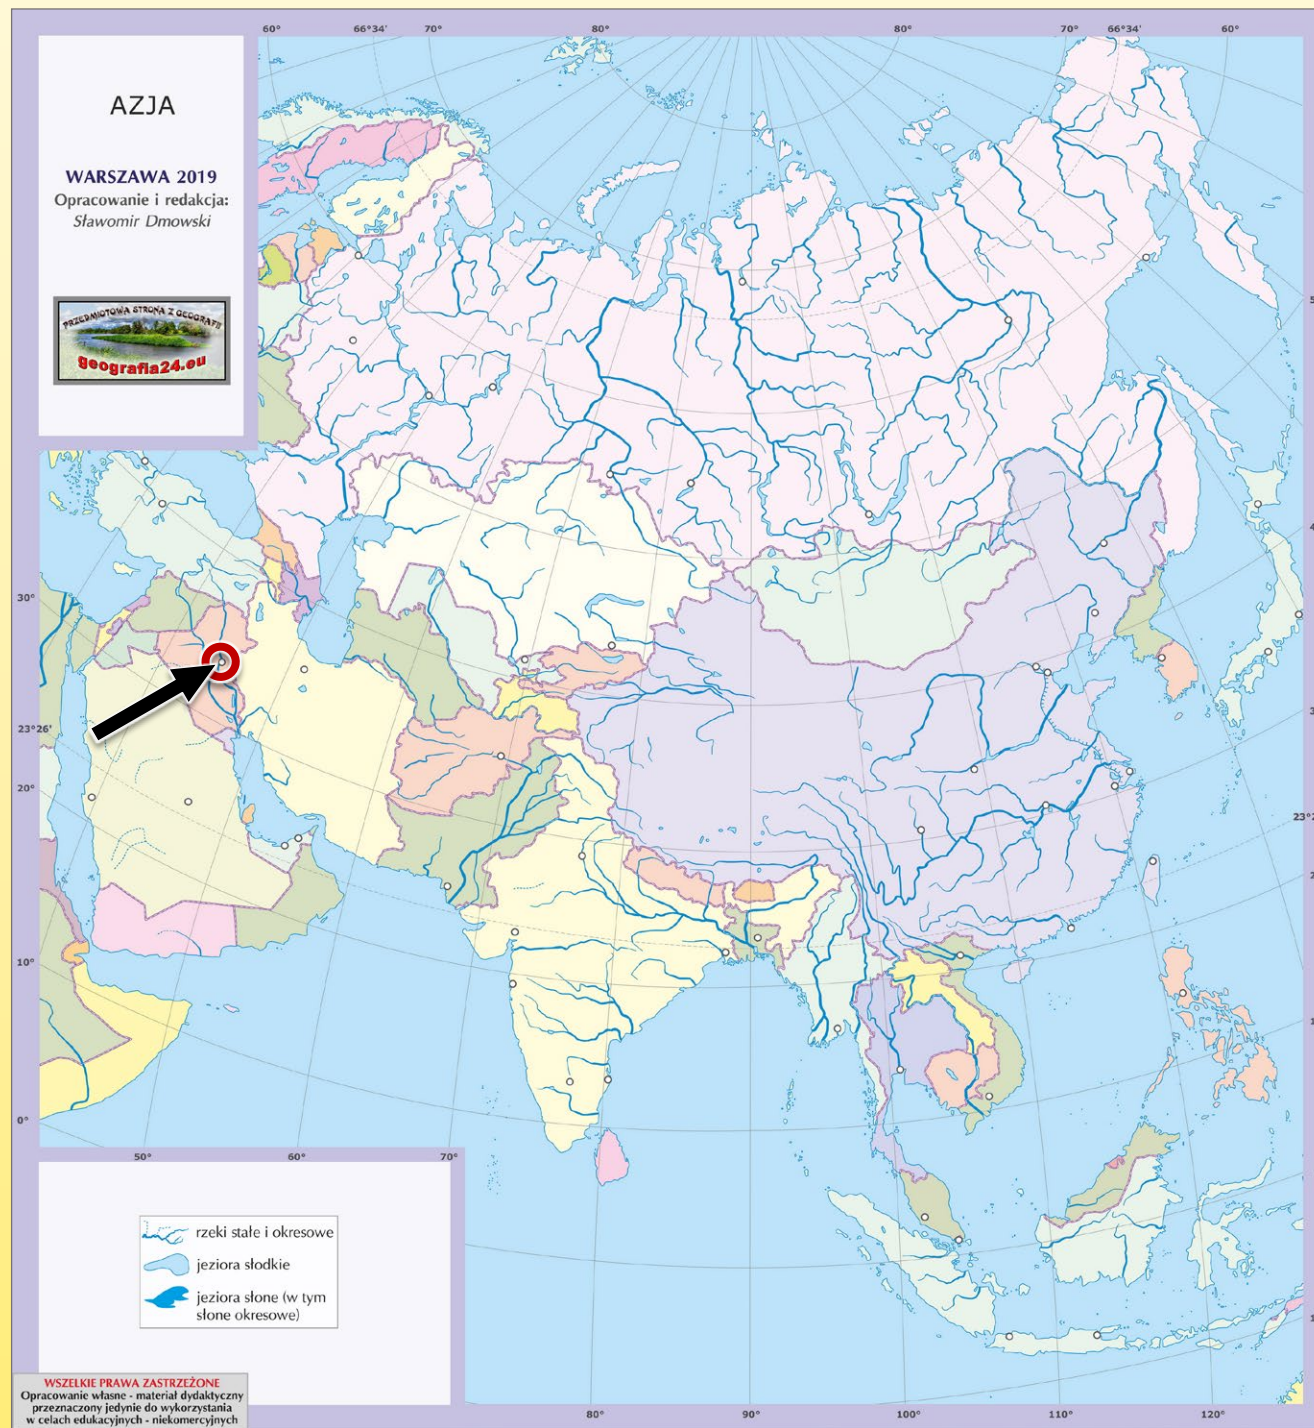 60° 66°34' 70° 80° 80° 70° 66°34' 60°
AZJA
WARSZAWA 2019
Opracowanie i redakcja:
Sławomir Dmowski
PRZEDMIOTOWA STRONA Z GEOGRAFII
geografia24.eu
30°
23°26'
20°
10°
0°
50° 60° 70°
rzeki stałe i okresowe
jeziora słodkie
jeziora słone (w tym
słone okresowe)
WSZELKIE PRAWA ZASTRZEŻONE
Opracowanie własne - materiał dydaktyczny
przeznaczony jedynie do wykorzystania
w celach edukacyjnych - niekomercyjnych
80° 90° 100° 110° 120°